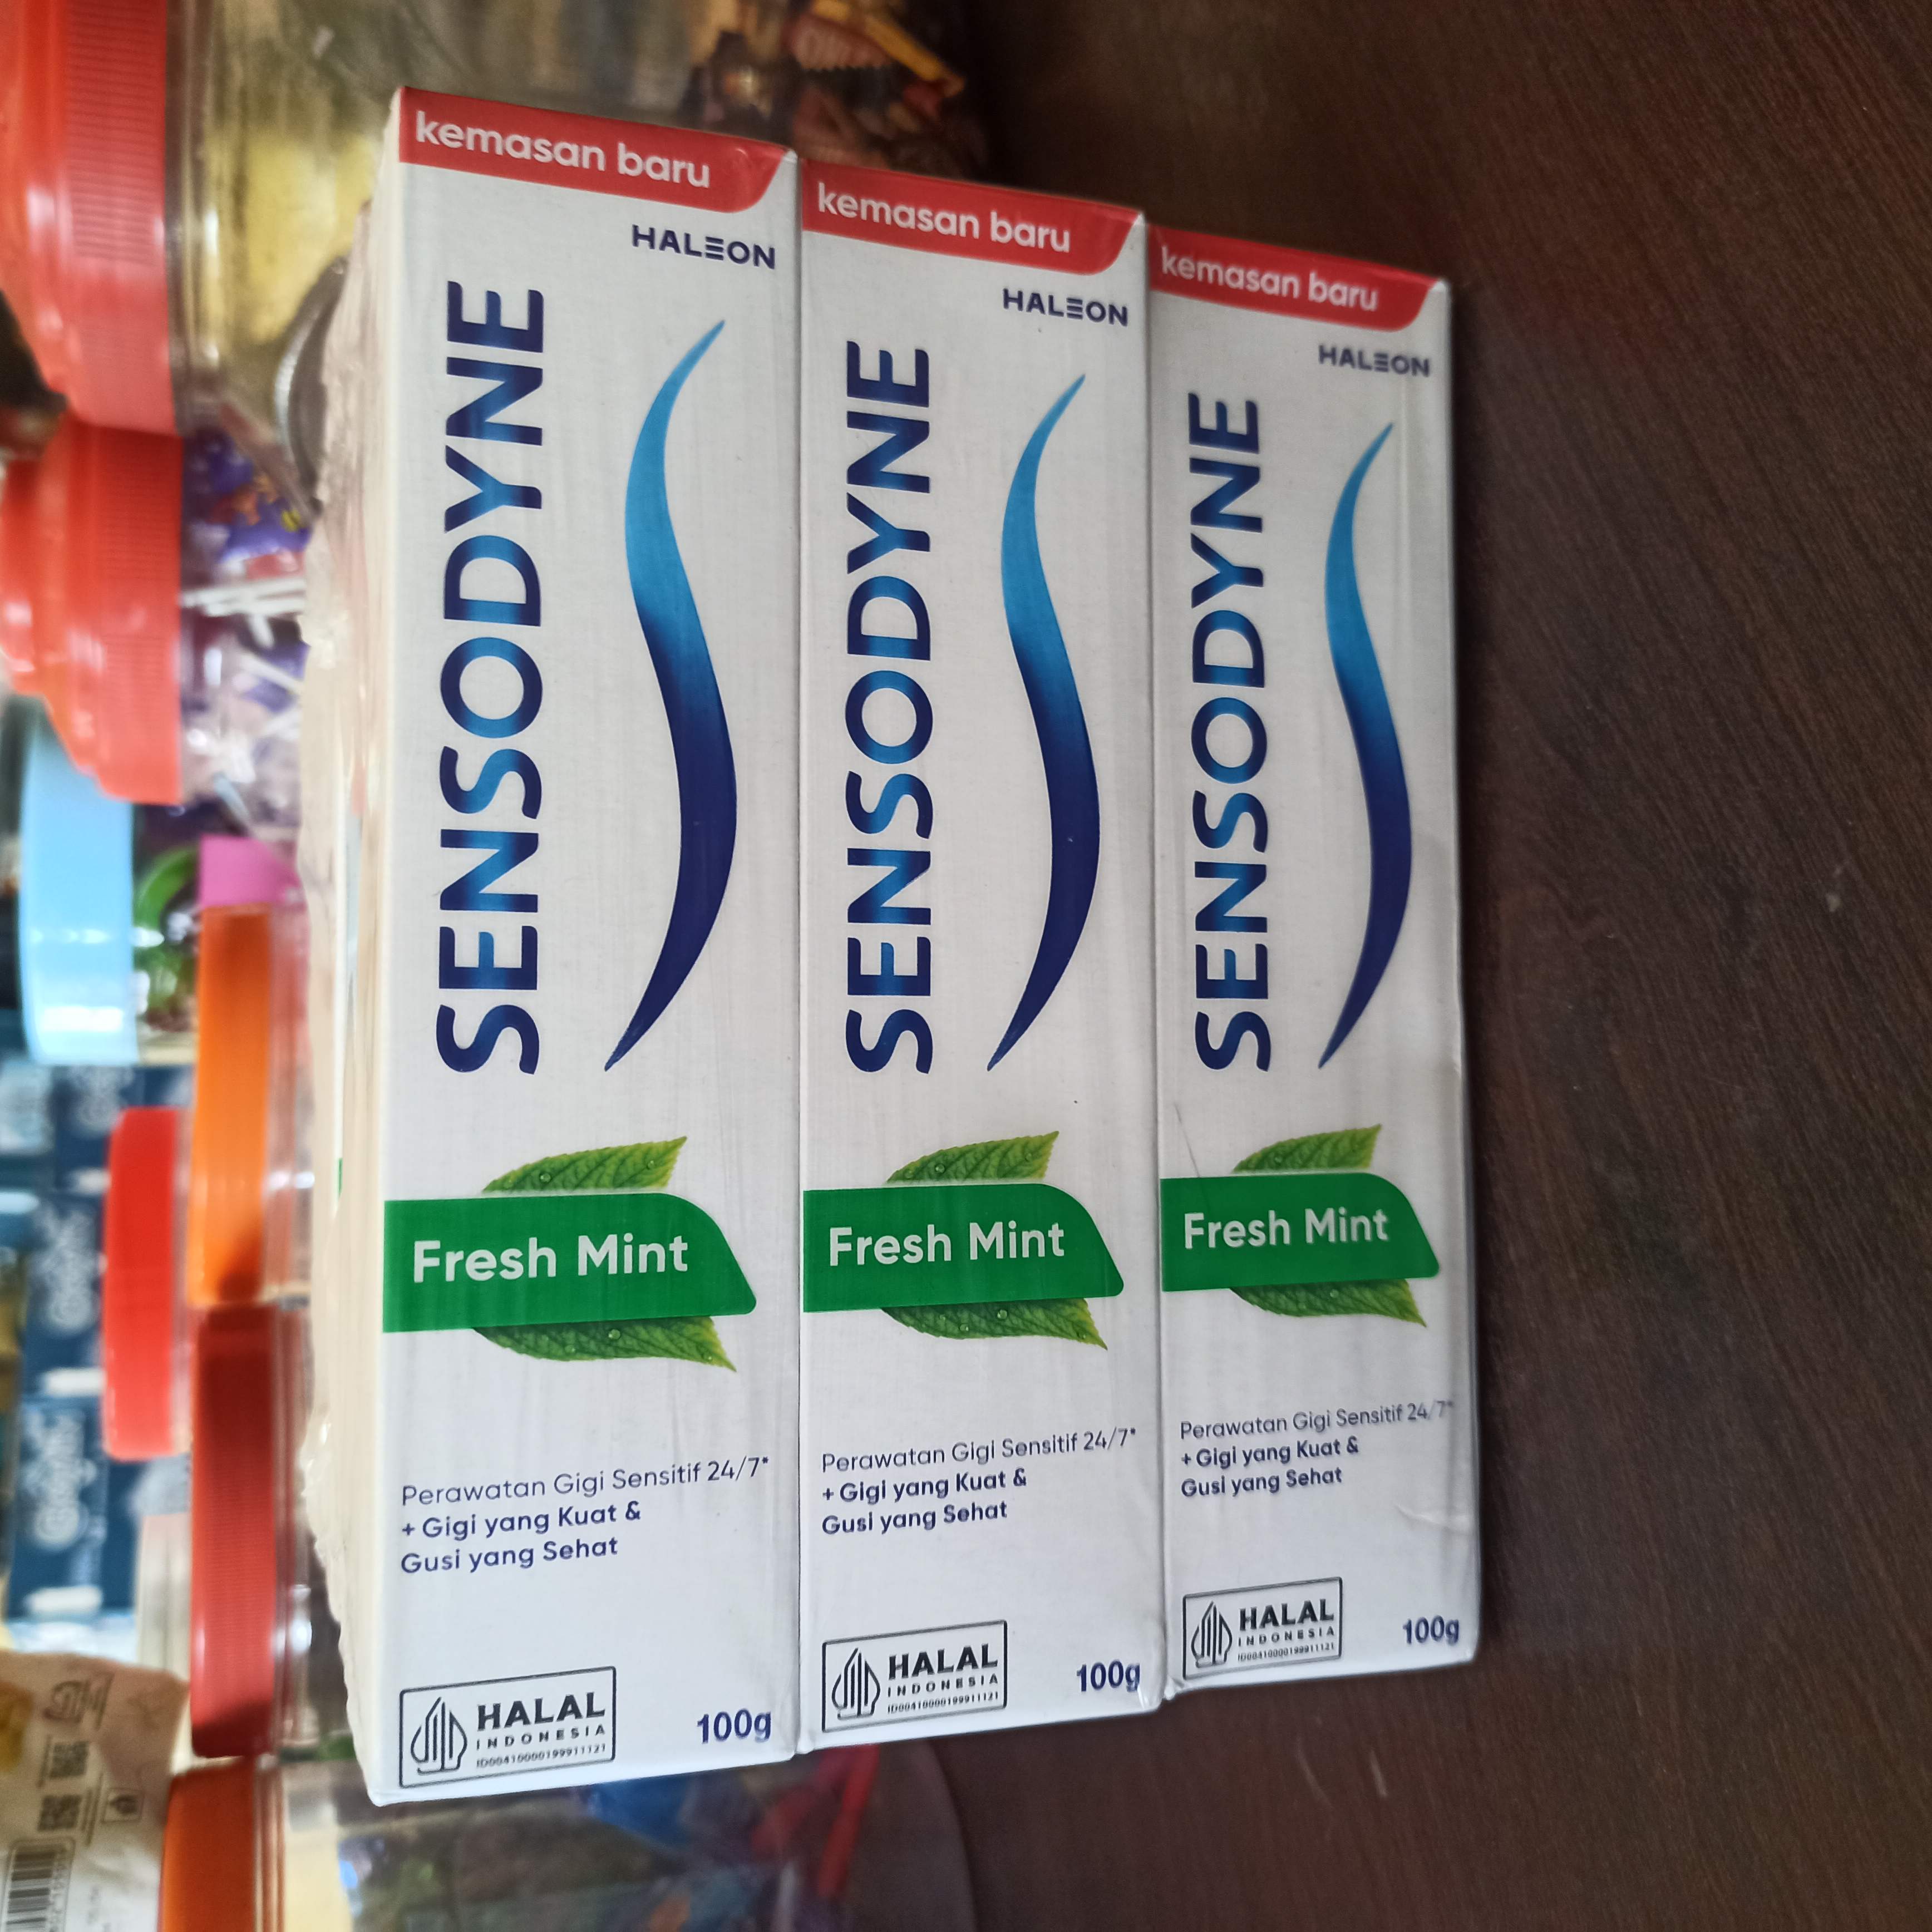 kemasan baru
HALEON
SENSODYNE
Fresh Mint
Perawatan Gigi Sensitif 24/7*
+ Gigi yang Kuat &
Gusi yang Sehat
HALAL
INDONESIA
ID00410000199911121
100g
kemasan baru
HALEON
SENSODYNE
Fresh Mint
Perawatan Gigi Sensitif 24/7*
+ Gigi yang Kuat &
Gusi yang Sehat
HALAL
INDONESIA
ID00410000199911121
100g
kemasan baru
HALEON
SENSODYNE
Fresh Mint
Perawatan Gigi Sensitif 24/7*
+ Gigi yang Kuat &
Gusi yang Sehat
HALAL
INDONESIA
ID00410000199911121
100g